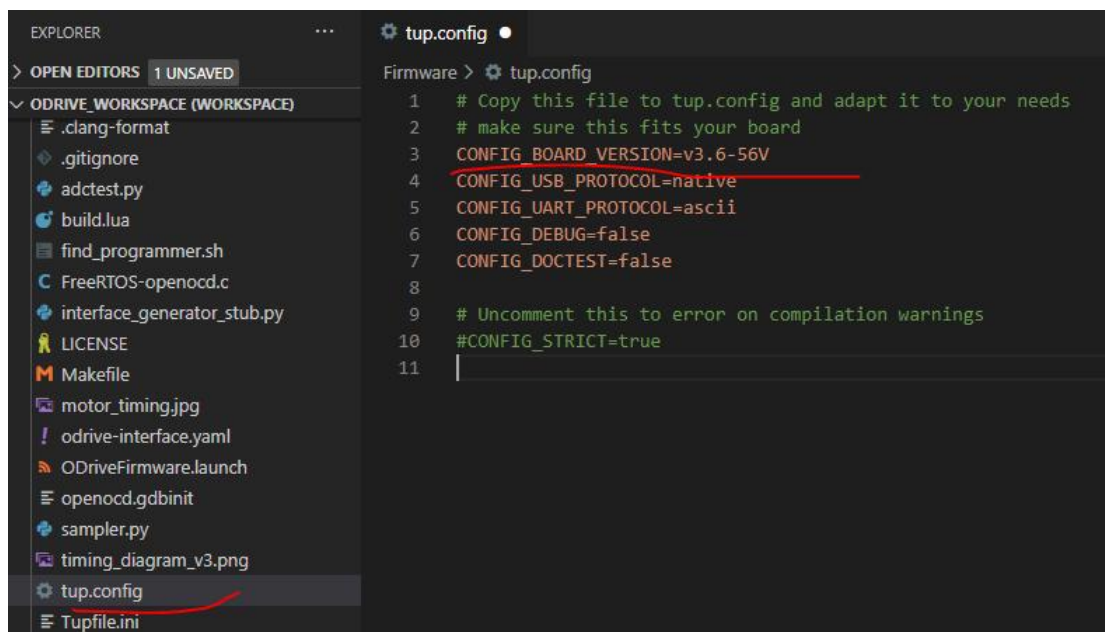 EXPLORER
...
tup.config
OPEN EDITORS 1 UNSAVED
Firmware > tup.config
ODRIVE_WORKSPACE (WORKSPACE)
.clang-format
.gitignore
adctest.py
build.lua
find_programmer.sh
FreeRTOS-openocd.c
interface_generator_stub.py
LICENSE
Makefile
motor_timing.jpg
odrive-interface.yaml
ODriveFirmware.launch
openocd.gdbinit
sampler.py
timing_diagram_v3.png
tup.config
Tupfile.ini
1 # Copy this file to tup.config and adapt it to your needs
2 # make sure this fits your board
3 CONFIG_BOARD_VERSION=v3.6-56V
4 CONFIG_USB_PROTOCOL=native
5 CONFIG_UART_PROTOCOL=ascii
6 CONFIG_DEBUG=false
7 CONFIG_DOCTEST=false
8
9 # Uncomment this to error on compilation warnings
10 #CONFIG_STRICT=true
11